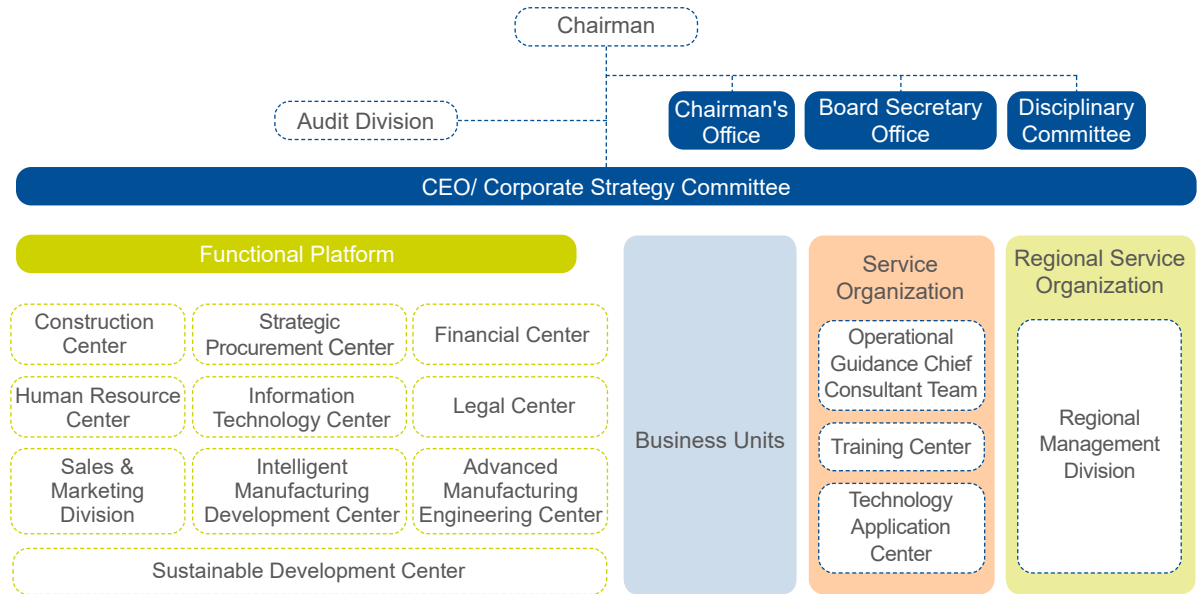 Chairman
Audit Division
Chairman's
Office
Board Secretary
Office
Disciplinary
Committee
CEO/ Corporate Strategy Committee
Functional Platform
Construction
Center
Strategic
Procurement Center
Financial Center
Human Resource
Center
Information
Technology Center
Legal Center
Sales &
Marketing
Division
Intelligent
Manufacturing
Development Center
Advanced
Manufacturing
Engineering Center
Sustainable Development Center
Business Units
Service
Organization
Operational
Guidance Chief
Consultant Team
Training Center
Technology
Application
Center
Regional Service
Organization
Regional
Management
Division